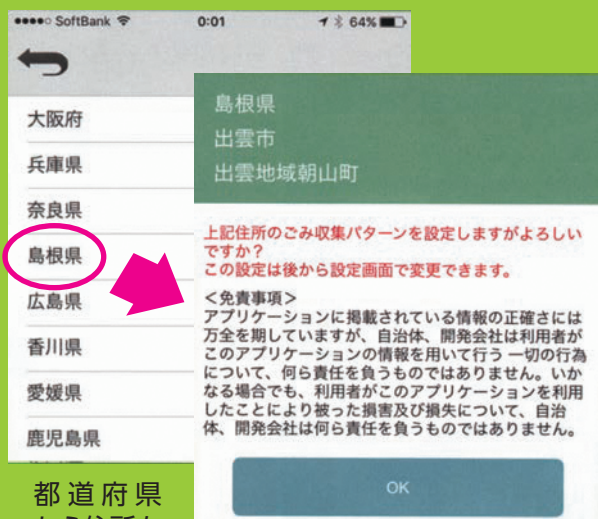 SoftBank 0:01 64%
大阪府
兵庫県
奈良県
島根県
広島県
香川県
愛媛県
鹿児島県
都道府県
島根県
出雲市
出雲地域朝山町
上記住所のごみ収集パターンを設定しますがよろしい
ですか?
この設定は後から設定画面で変更できます。
<免責事項>
アプリケーションに掲載されている情報の正確さには
万全を期していますが、自治体、開発会社は利用者が
このアプリケーションの情報を用いて行う一切の行為
について、何ら責任を負うものではありません。いか
なる場合でも、利用者がこのアプリケーションを利用
したことにより被った損害及び損失について、自治
体、開発会社は何ら責任を負うものではありません。
OK